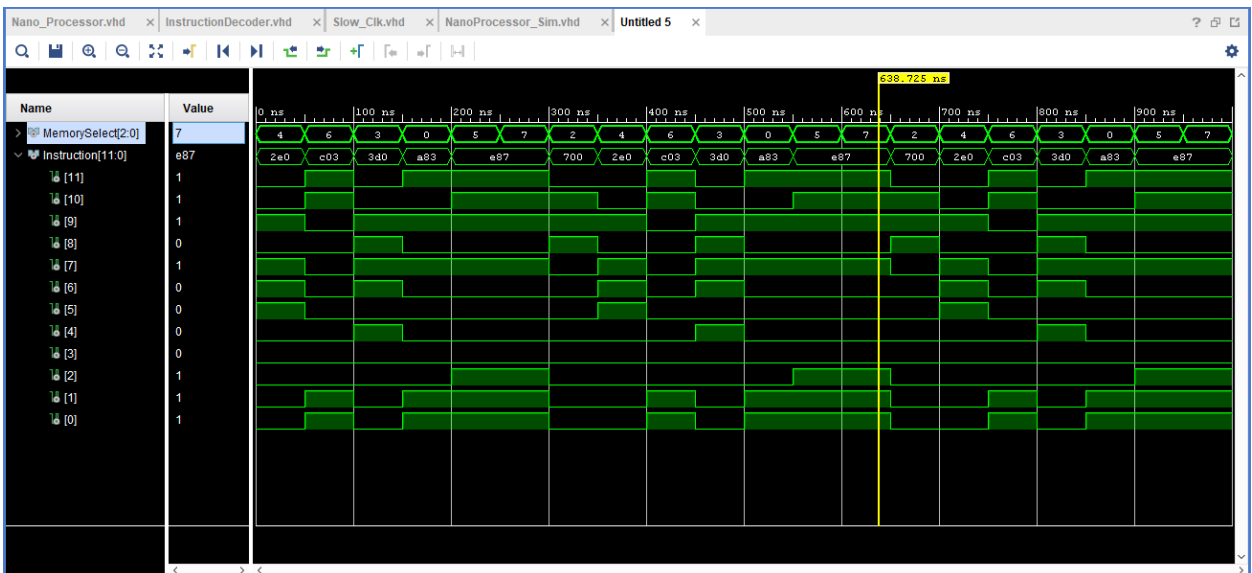 Nano_Processor.vhd × InstructionDecoder.vhd × Slow_Clk.vhd × NanoProcessor_Sim.vhd × Untitled 5 × ?
638.725 ns
Name Value 0 ns 100 ns 200 ns 300 ns 400 ns 500 ns 600 ns 700 ns 800 ns 900 ns
MemorySelect[2:0] 7 4 6 3 0 5 7 2 4 6 3 0 5 7 2 4 6 3 0 5 7
Instruction[11:0] e87 2e0 c03 3d0 a83 e87 700 2e0 c03 3d0 a83 e87 700 2e0 c03 3d0 a83 e87
[11] 1
[10] 1
[9] 1
[8] 0
[7] 1
[6] 0
[5] 0
[4] 0
[3] 0
[2] 1
[1] 1
[0] 1